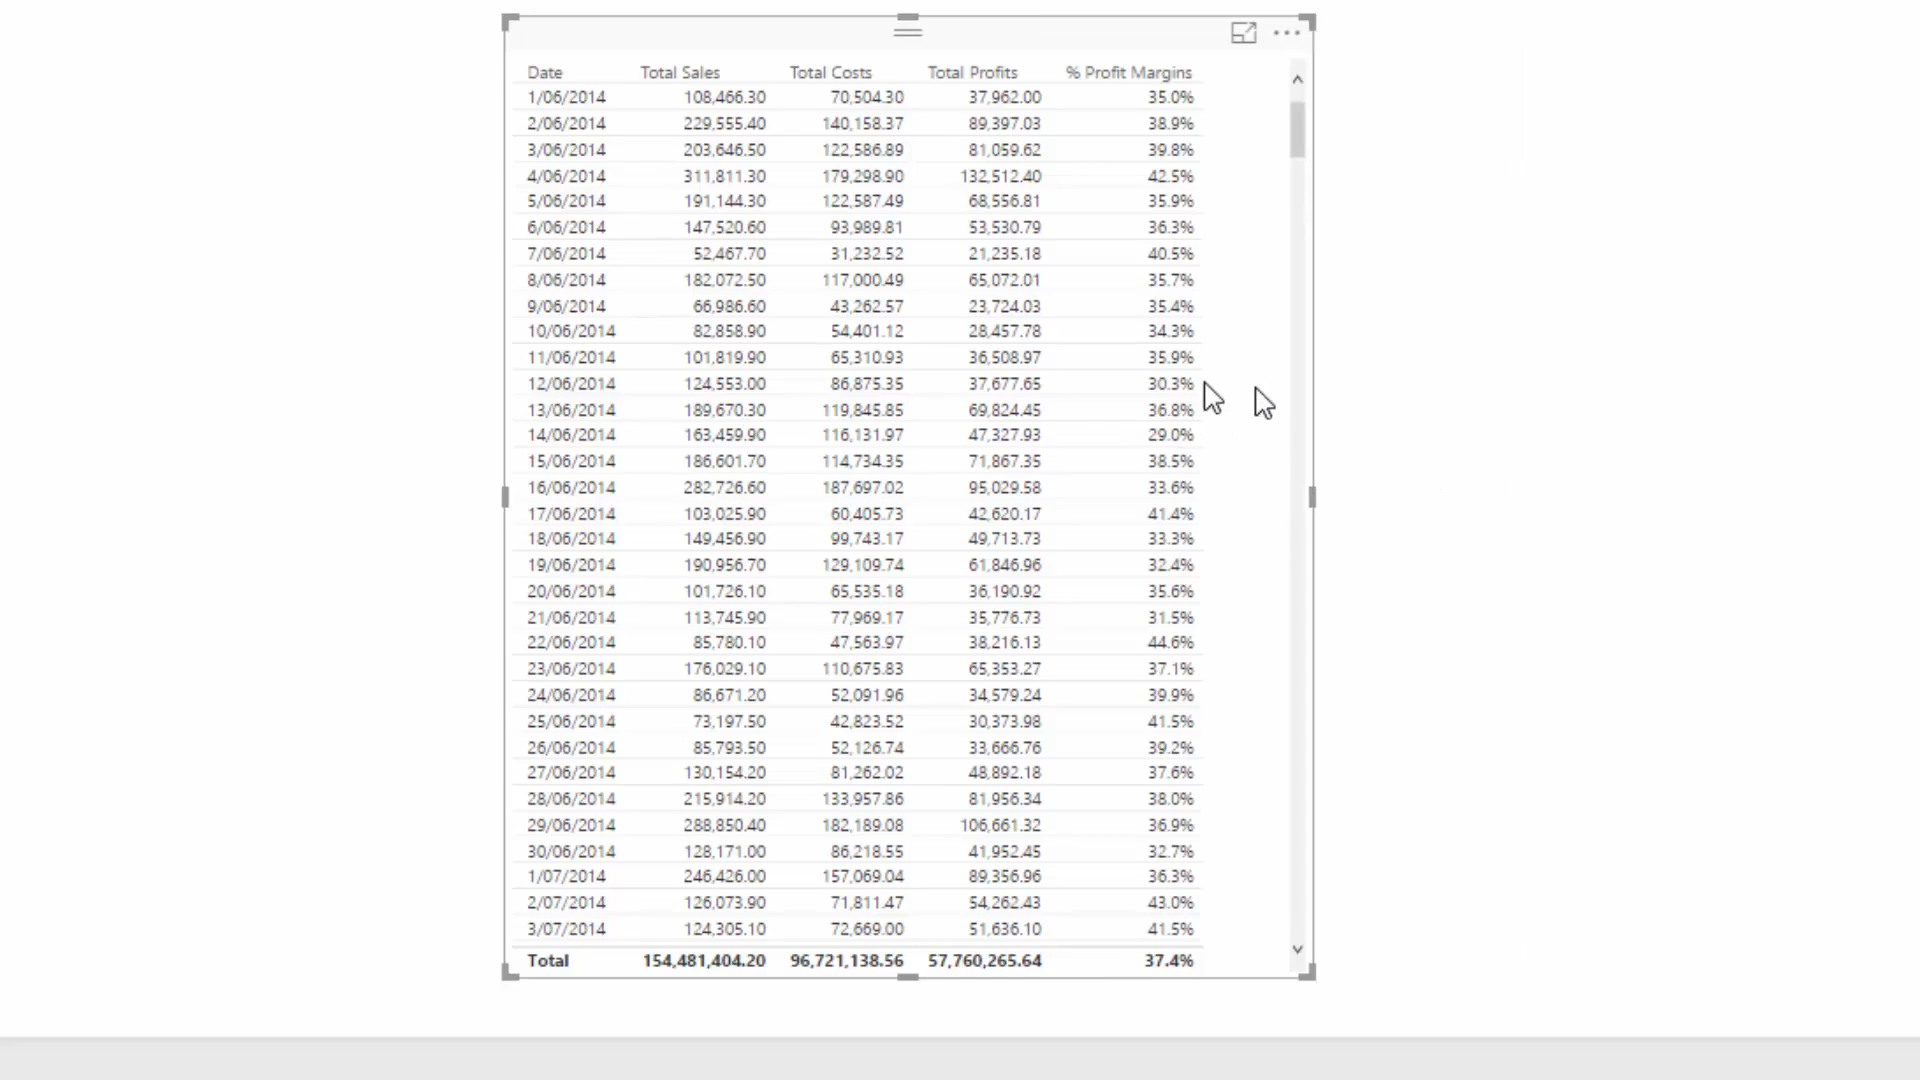 Date Total Sales Total Costs Total Profits % Profit Margins
1/06/2014 108,466.30 70,504.30 37,962.00 35.0%
2/06/2014 229,555.40 140,158.37 89,397.03 38.9%
3/06/2014 203,646.50 122,586.89 81,059.62 39.8%
4/06/2014 311,811.30 179,298.90 132,512.40 42.5%
5/06/2014 191,144.30 122,587.49 68,556.81 35.9%
6/06/2014 147,520.60 93,989.81 53,530.79 36.3%
7/06/2014 52,467.70 31,232.52 21,235.18 40.5%
8/06/2014 182,072.50 117,000.49 65,072.01 35.7%
9/06/2014 66,986.60 43,262.57 23,724.03 35.4%
10/06/2014 82,858.90 54,401.12 28,457.78 34.3%
11/06/2014 101,819.90 65,310.93 36,508.97 35.9%
12/06/2014 124,553.00 86,875.35 37,677.65 30.3%
13/06/2014 189,670.30 119,845.85 69,824.45 36.8%
14/06/2014 163,459.90 116,131.97 47,327.93 29.0%
15/06/2014 186,601.70 114,734.35 71,867.35 38.5%
16/06/2014 282,726.60 187,697.02 95,029.58 33.6%
17/06/2014 103,025.90 60,405.73 42,620.17 41.4%
18/06/2014 149,456.90 99,743.17 49,713.73 33.3%
19/06/2014 190,956.70 129,109.74 61,846.96 32.4%
20/06/2014 101,726.10 65,535.18 36,190.92 35.6%
21/06/2014 113,745.90 77,969.17 35,776.73 31.5%
22/06/2014 85,780.10 47,563.97 38,216.13 44.6%
23/06/2014 176,029.10 110,675.83 65,353.27 37.1%
24/06/2014 86,671.20 52,091.96 34,579.24 39.9%
25/06/2014 73,197.50 42,823.52 30,373.98 41.5%
26/06/2014 85,793.50 52,126.74 33,666.76 39.2%
27/06/2014 130,154.20 81,262.02 48,892.18 37.6%
28/06/2014 215,914.20 133,957.86 81,956.34 38.0%
29/06/2014 288,850.40 182,189.08 106,661.32 36.9%
30/06/2014 128,171.00 86,218.55 41,952.45 32.7%
1/07/2014 246,426.00 157,069.04 89,356.96 36.3%
2/07/2014 126,073.90 71,811.47 54,262.43 43.0%
3/07/2014 124,305.10 72,669.00 51,636.10 41.5%
Total 154,481,404.20 96,721,138.56 57,760,265.64 37.4%